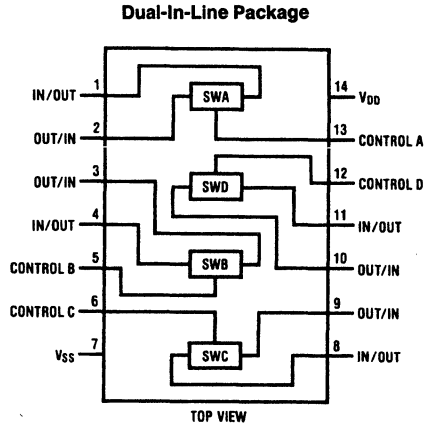 Dual-In-Line Package
IN/OUT 1 SWA 14 VDD
OUT/IN 2 13 CONTROL A
OUT/IN 3 SWD 12 CONTROL D
IN/OUT 4 11 IN/OUT
CONTROL B 5 SWB 10 OUT/IN
CONTROL C 6 9 OUT/IN
VSS 7 SWC 8 IN/OUT
TOP VIEW